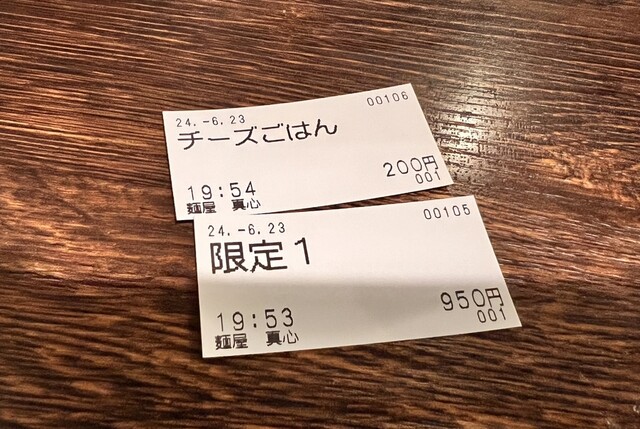 00106
24.-6.23
チーズごはん
200円
001
19:54
麺屋 真心
00105
24.-6.23
限定1
950円
001
19:53
麺屋 真心